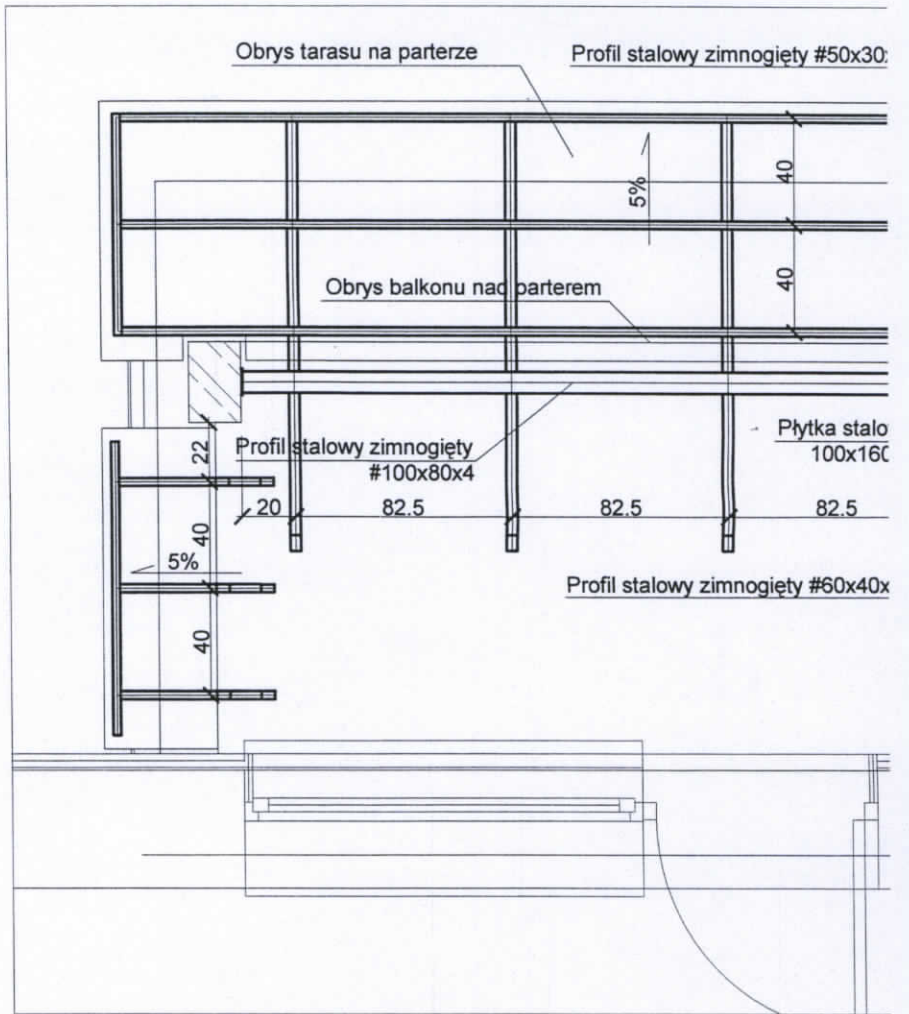 Obrys tarasu na parterze
Profil stalowy zimnogięty #50x30
40
5%
40
Obrys balkonu nad parterem
Profil stalowy zimnogięty
#100x80x4
Płytka stalo
100x160
22
20
82.5
82.5
82.5
40
5%
Profil stalowy zimnogięty #60x40x
40